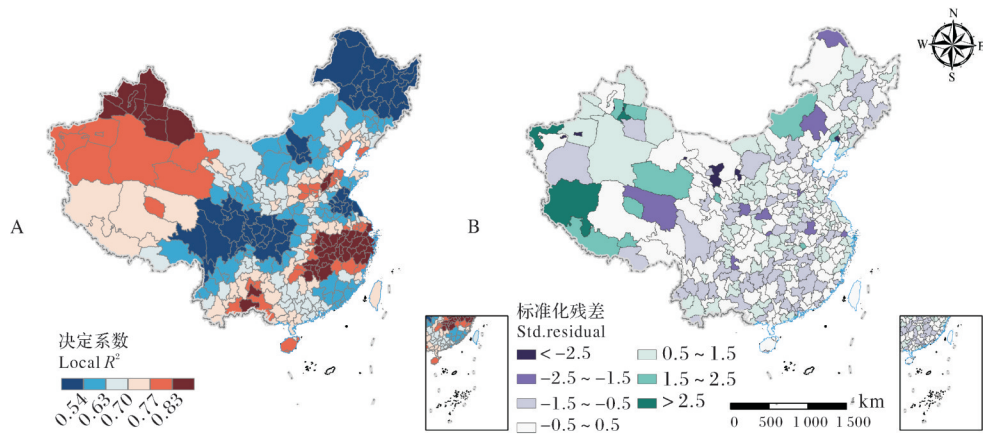 N
W E
S
A
B
决定系数
Local R²
0.54 0.63 0.70 0.77 0.83
标准化残差
Std.residual
< -2.5
-2.5 ~ -1.5
-1.5 ~ -0.5
-0.5 ~ 0.5
0.5 ~ 1.5
1.5 ~ 2.5
> 2.5
km
0 500 1 000 1 500